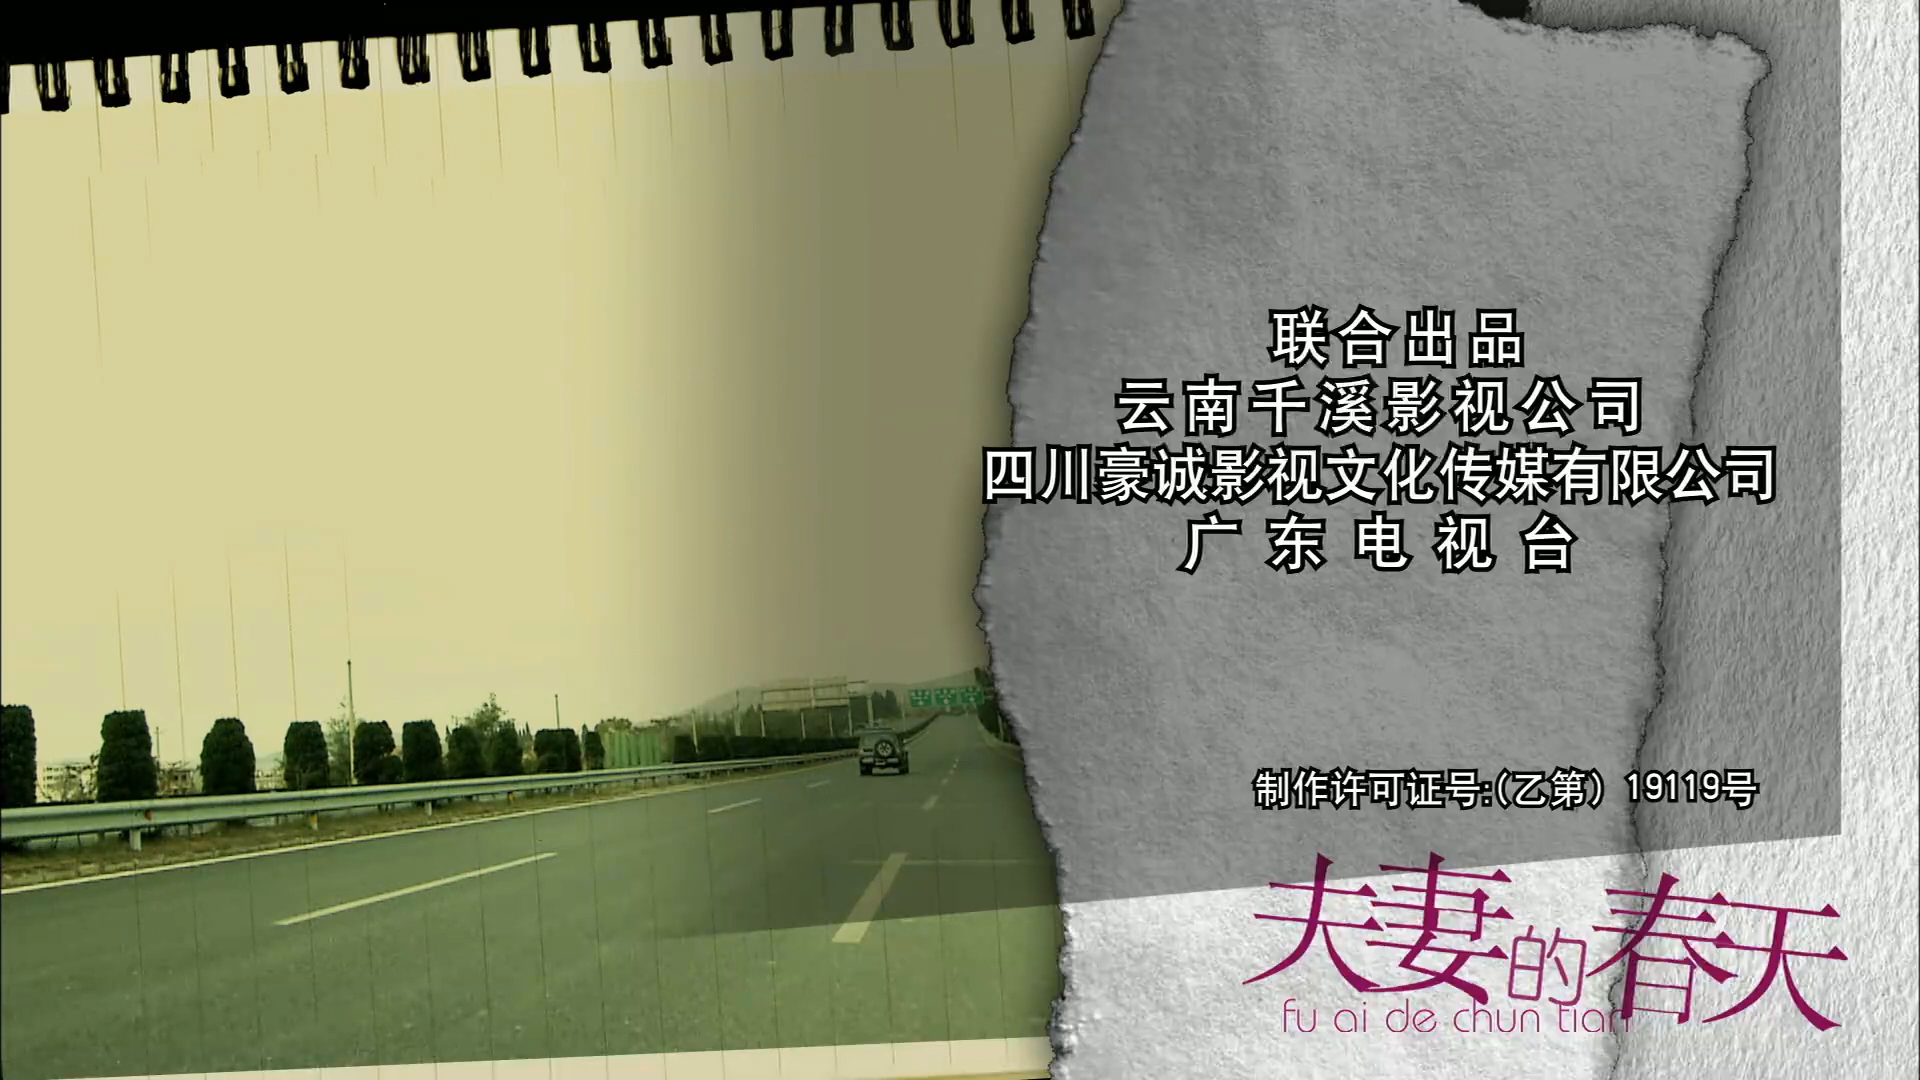 联合出品
云南千溪影视公司
四川豪诚影视文化传媒有限公司
广东电视台
制作许可证号:(乙第）19119号
夫妻的春天
fu ai de chun tian